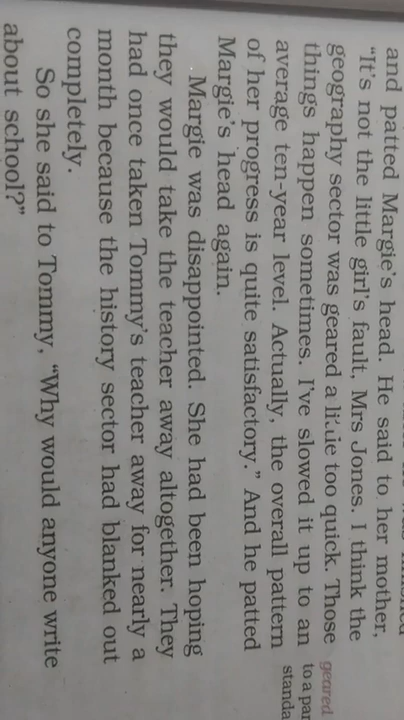 and patted Margie's head. He said to her mother,
"It's not the little girl's fault, Mrs Jones. I think the
geography sector was geared a little too quick. Those
things happen sometimes. I've slowed it up to an
average ten-year level. Actually, the overall pattern
of her progress is quite satisfactory." And he patted
Margie's head again.
Margie was disappointed. She had been hoping
they would take the teacher away altogether. They
had once taken Tommy's teacher away for nearly a
month because the history sector had blanked out
completely.
So she said to Tommy, "Why would anyone write
about school?"
geared
to a par
standa